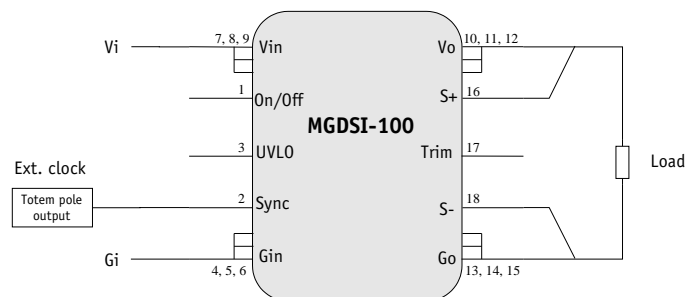 Vi
7, 8, 9
Vin
Vo
10, 11, 12
1
On/Off
S+
16
MGDSI-100
3
UVLO
Trim
17
Load
Ext. clock
Totem pole
output
2
Sync
S-
18
Gi
4, 5, 6
Gin
Go
13, 14, 15